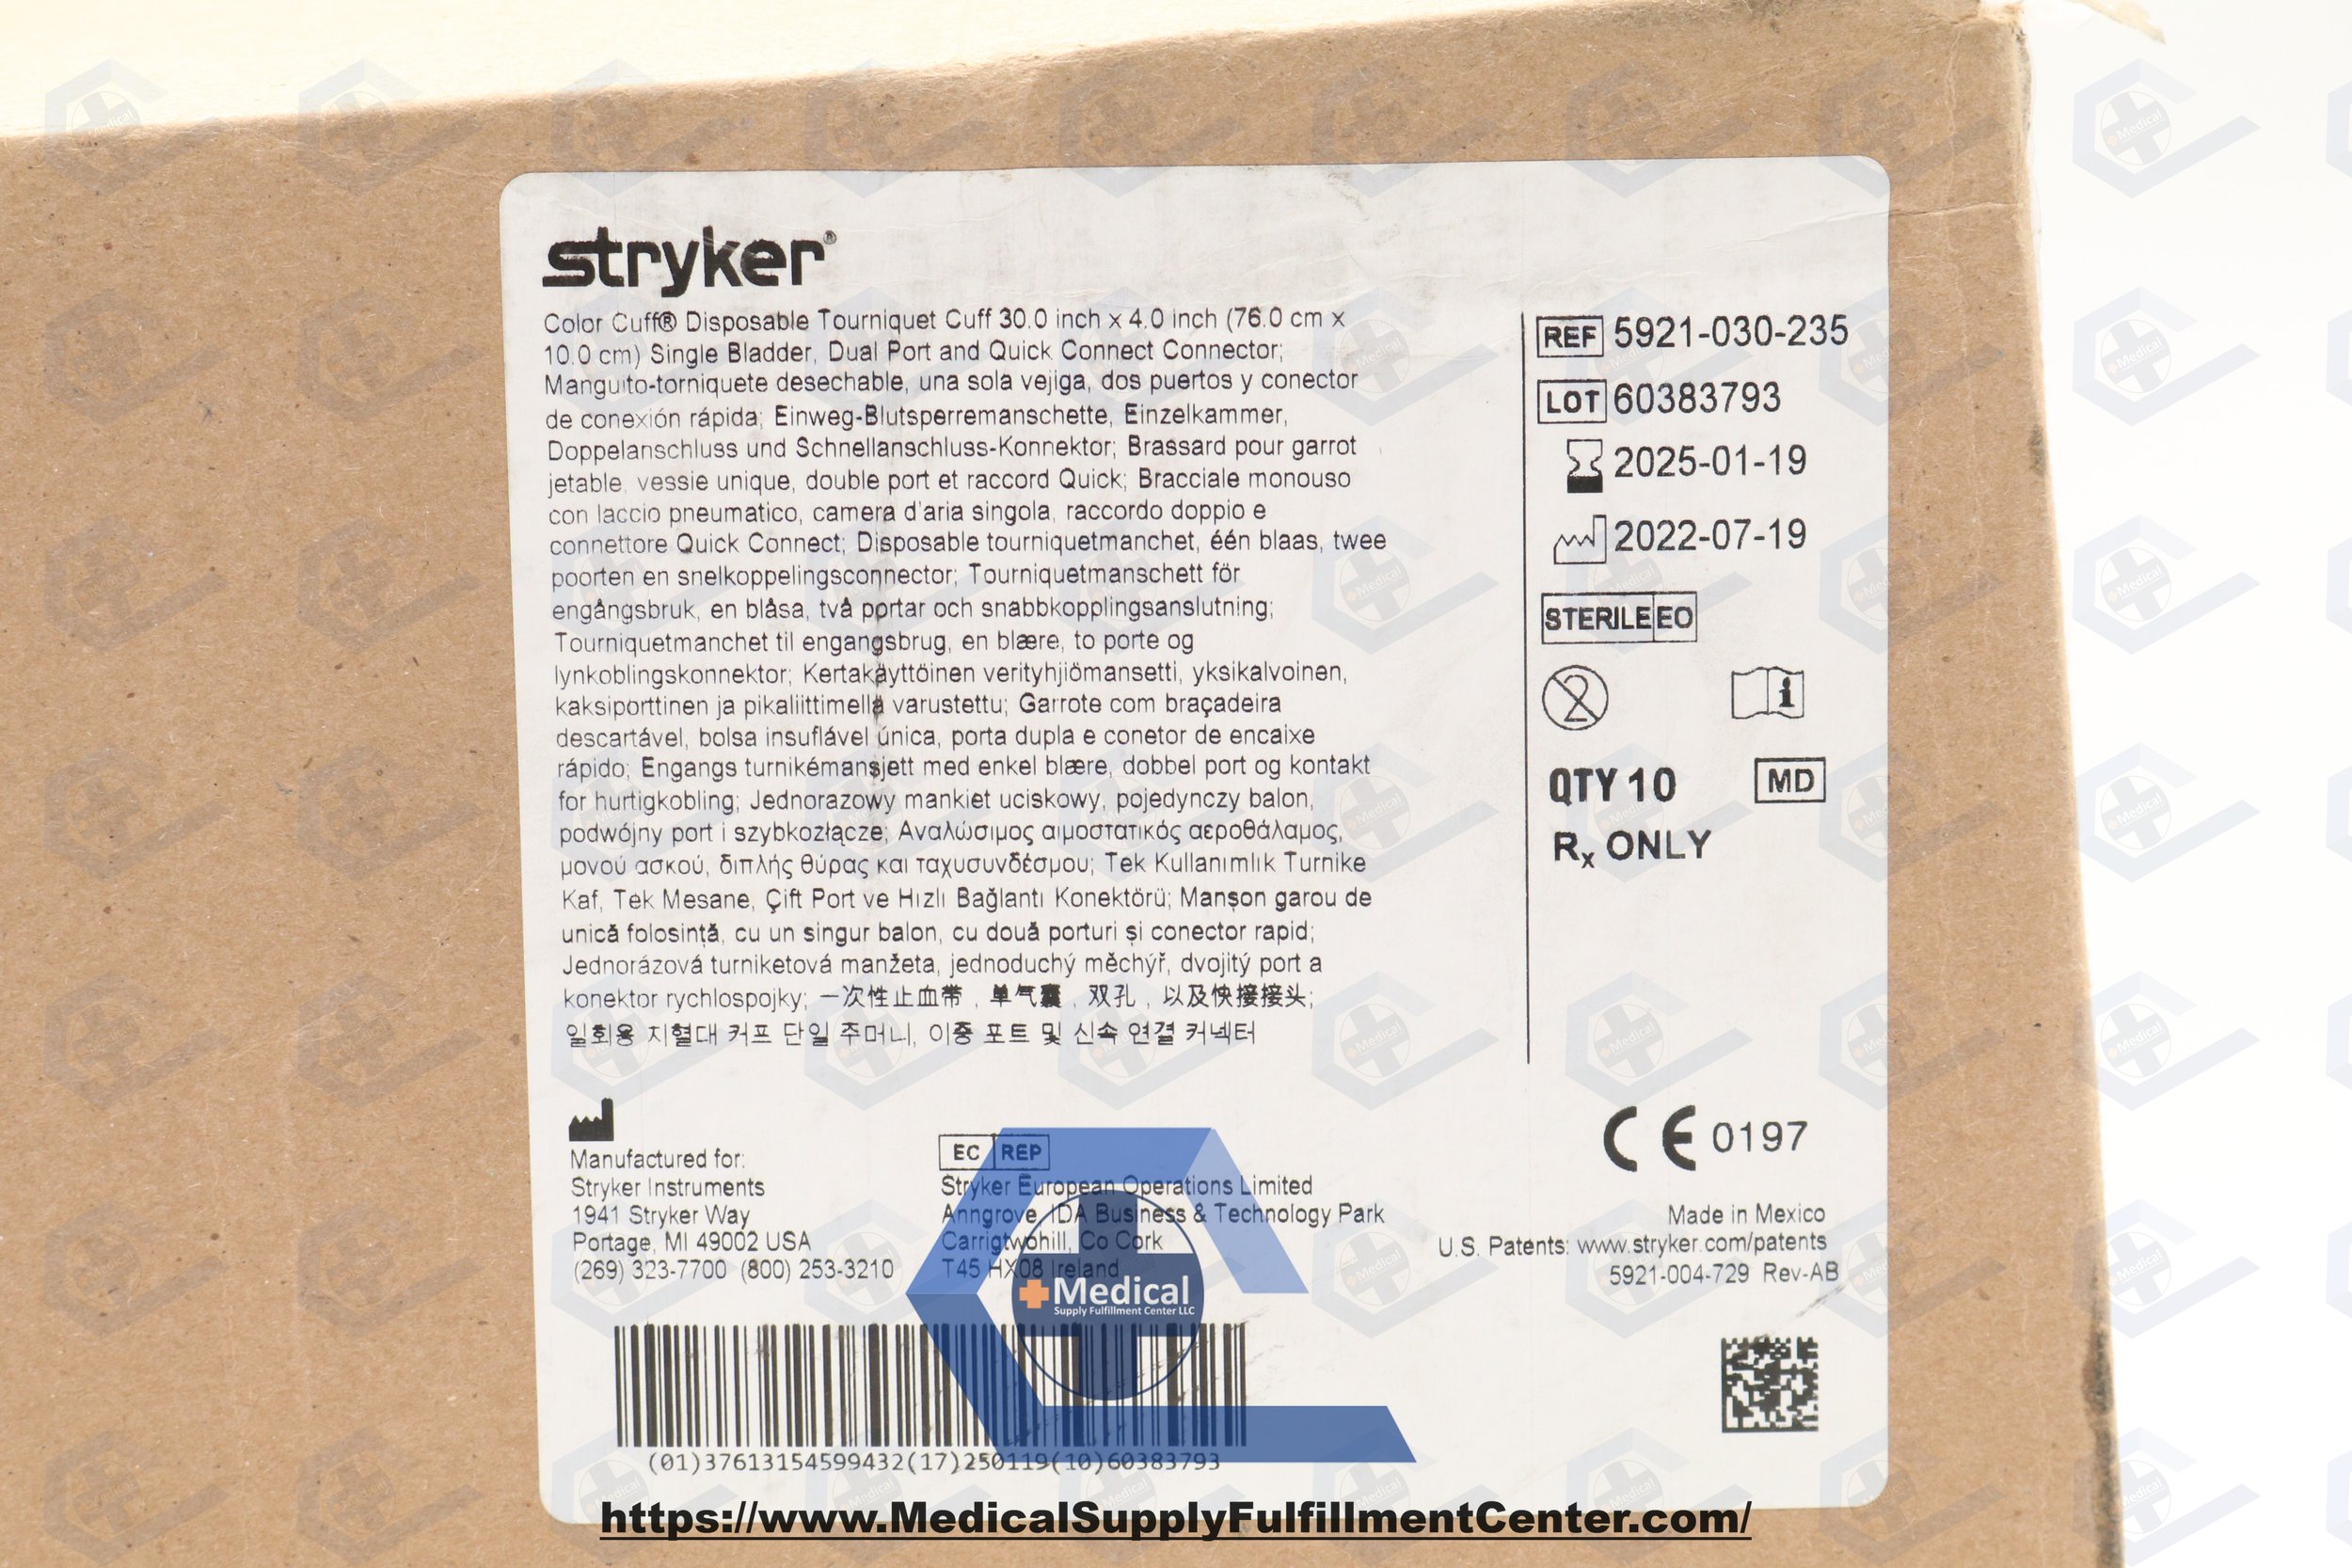 stryker®
Color Cuff® Disposable Tourniquet Cuff 30.0 inch x 4.0 inch (76.0 cm x
10.0 cm) Single Bladder, Dual Port and Quick Connect Connector;
Manguito-torniquete desechable, una sola vejiga, dos puertos y conector
de conexión rápida; Einweg-Blutsperremanschette, Einzelkammer,
Doppelanschluss und Schnellanschluss-Konnektor; Brassard pour garrot
jetable, vessie unique, double port et raccord Quick; Bracciale monouso
con laccio pneumatico, camera d'aria singola, raccordo doppio e
connettore Quick Connect; Disposable tourniquetmanchet, één blaas, twee
poorten en snelkoppelingsconnector; Tourniquetmanschett för
engångsbruk, en blåsa, två portar och snabbkopplingsanslutning;
Tourniquetmanchet til engangsbrug, en blære, to porte og
lynkoblingskonnektor; Kertakäyttöinen verityhjiömansetti, yksikalvoinen,
kaksiporttinen ja pikaliittimellä varustettu; Garrote com braçadeira
descartável, bolsa insuflável única, porta dupla e conetor de encaixe
rápido; Engangs turnikémansjett med enkel blære, dobbel port og kontakt
for hurtigkobling; Jednorazowy mankiet uciskowy, pojedynczy balon,
podwójny port i szybkozłącze; Αναλώσιμος αιμοστατικός αεροθάλαμος,
μονού ασκού, διπλής θύρας και ταχυσυνδέσμου; Tek Kullanımlık Turnike
Kaf, Tek Mesane, Çift Port ve Hızlı Bağlantı Konektörü; Manșon garou de
unică folosință, cu un singur balon, cu două porturi și conector rapid;
Jednorázová turniketová manžeta, jednoduchý měchýř, dvojitý port a
konektor rychlospojky; 一次性止血带, 单气囊, 双孔, 以及快接接头;
일회용 지혈대 커프 단일 주머니, 이중 포트 및 신속 연결 커넥터
REF 5921-030-235
LOT 60383793
2025-01-19
2022-07-19
STERILE EO
2
i
QTY 10 MD
Rx ONLY
Manufactured for:
Stryker Instruments
1941 Stryker Way
Portage, MI 49002 USA
(269) 323-7700 (800) 253-3210
EC REP
Stryker European Operations Limited
Anngrove, IDA Business & Technology Park
Carrigtwohill, Co Cork
T45 HX08 Ireland
CE 0197
Made in Mexico
U.S. Patents: www.stryker.com/patents
5921-004-729 Rev-AB
Medical
Supply Fulfillment Center LLC
(01)37613154599432(17)250119(10)60383793
https://www.MedicalSupplyFulfillmentCenter.com/